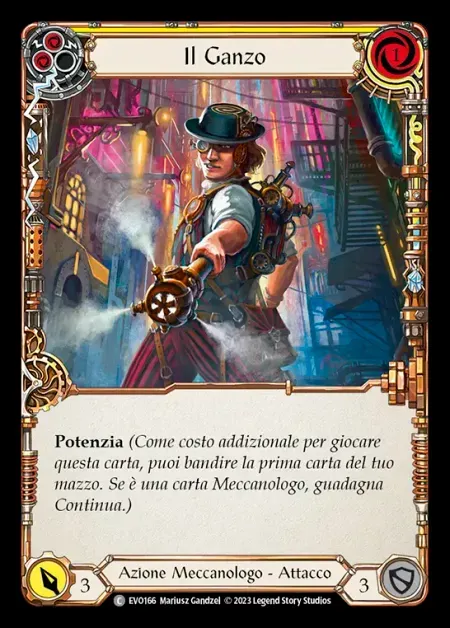 Il Ganzo
1
Potenzia (Come costo addizionale per giocare
questa carta, puoi bandire la prima carta del tuo
mazzo. Se è una carta Meccanologo, guadagna
Continua.)
3
Azione Meccanologo - Attacco
3
C EVO166 Mariusz Gandzel © 2023 Legend Story Studios